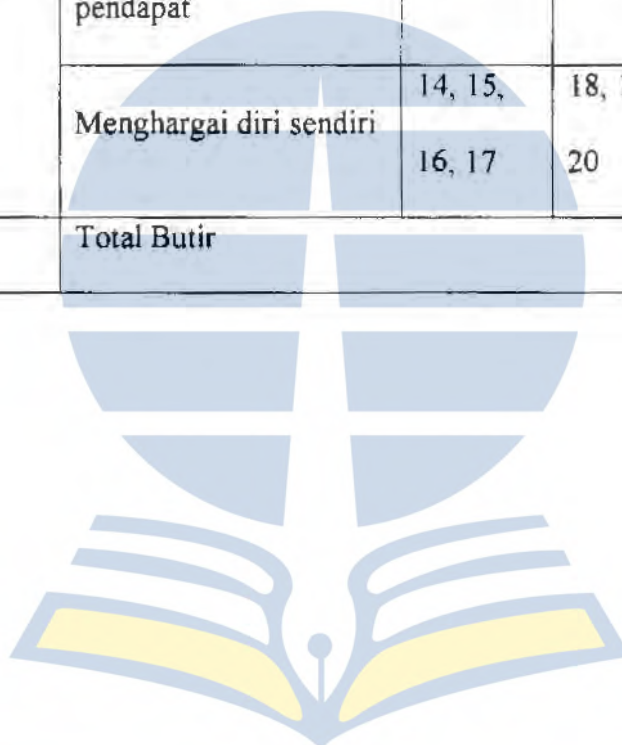 pendapat
14, 15, 18,
Menghargai diri sendiri
16, 17 20
Total Butir